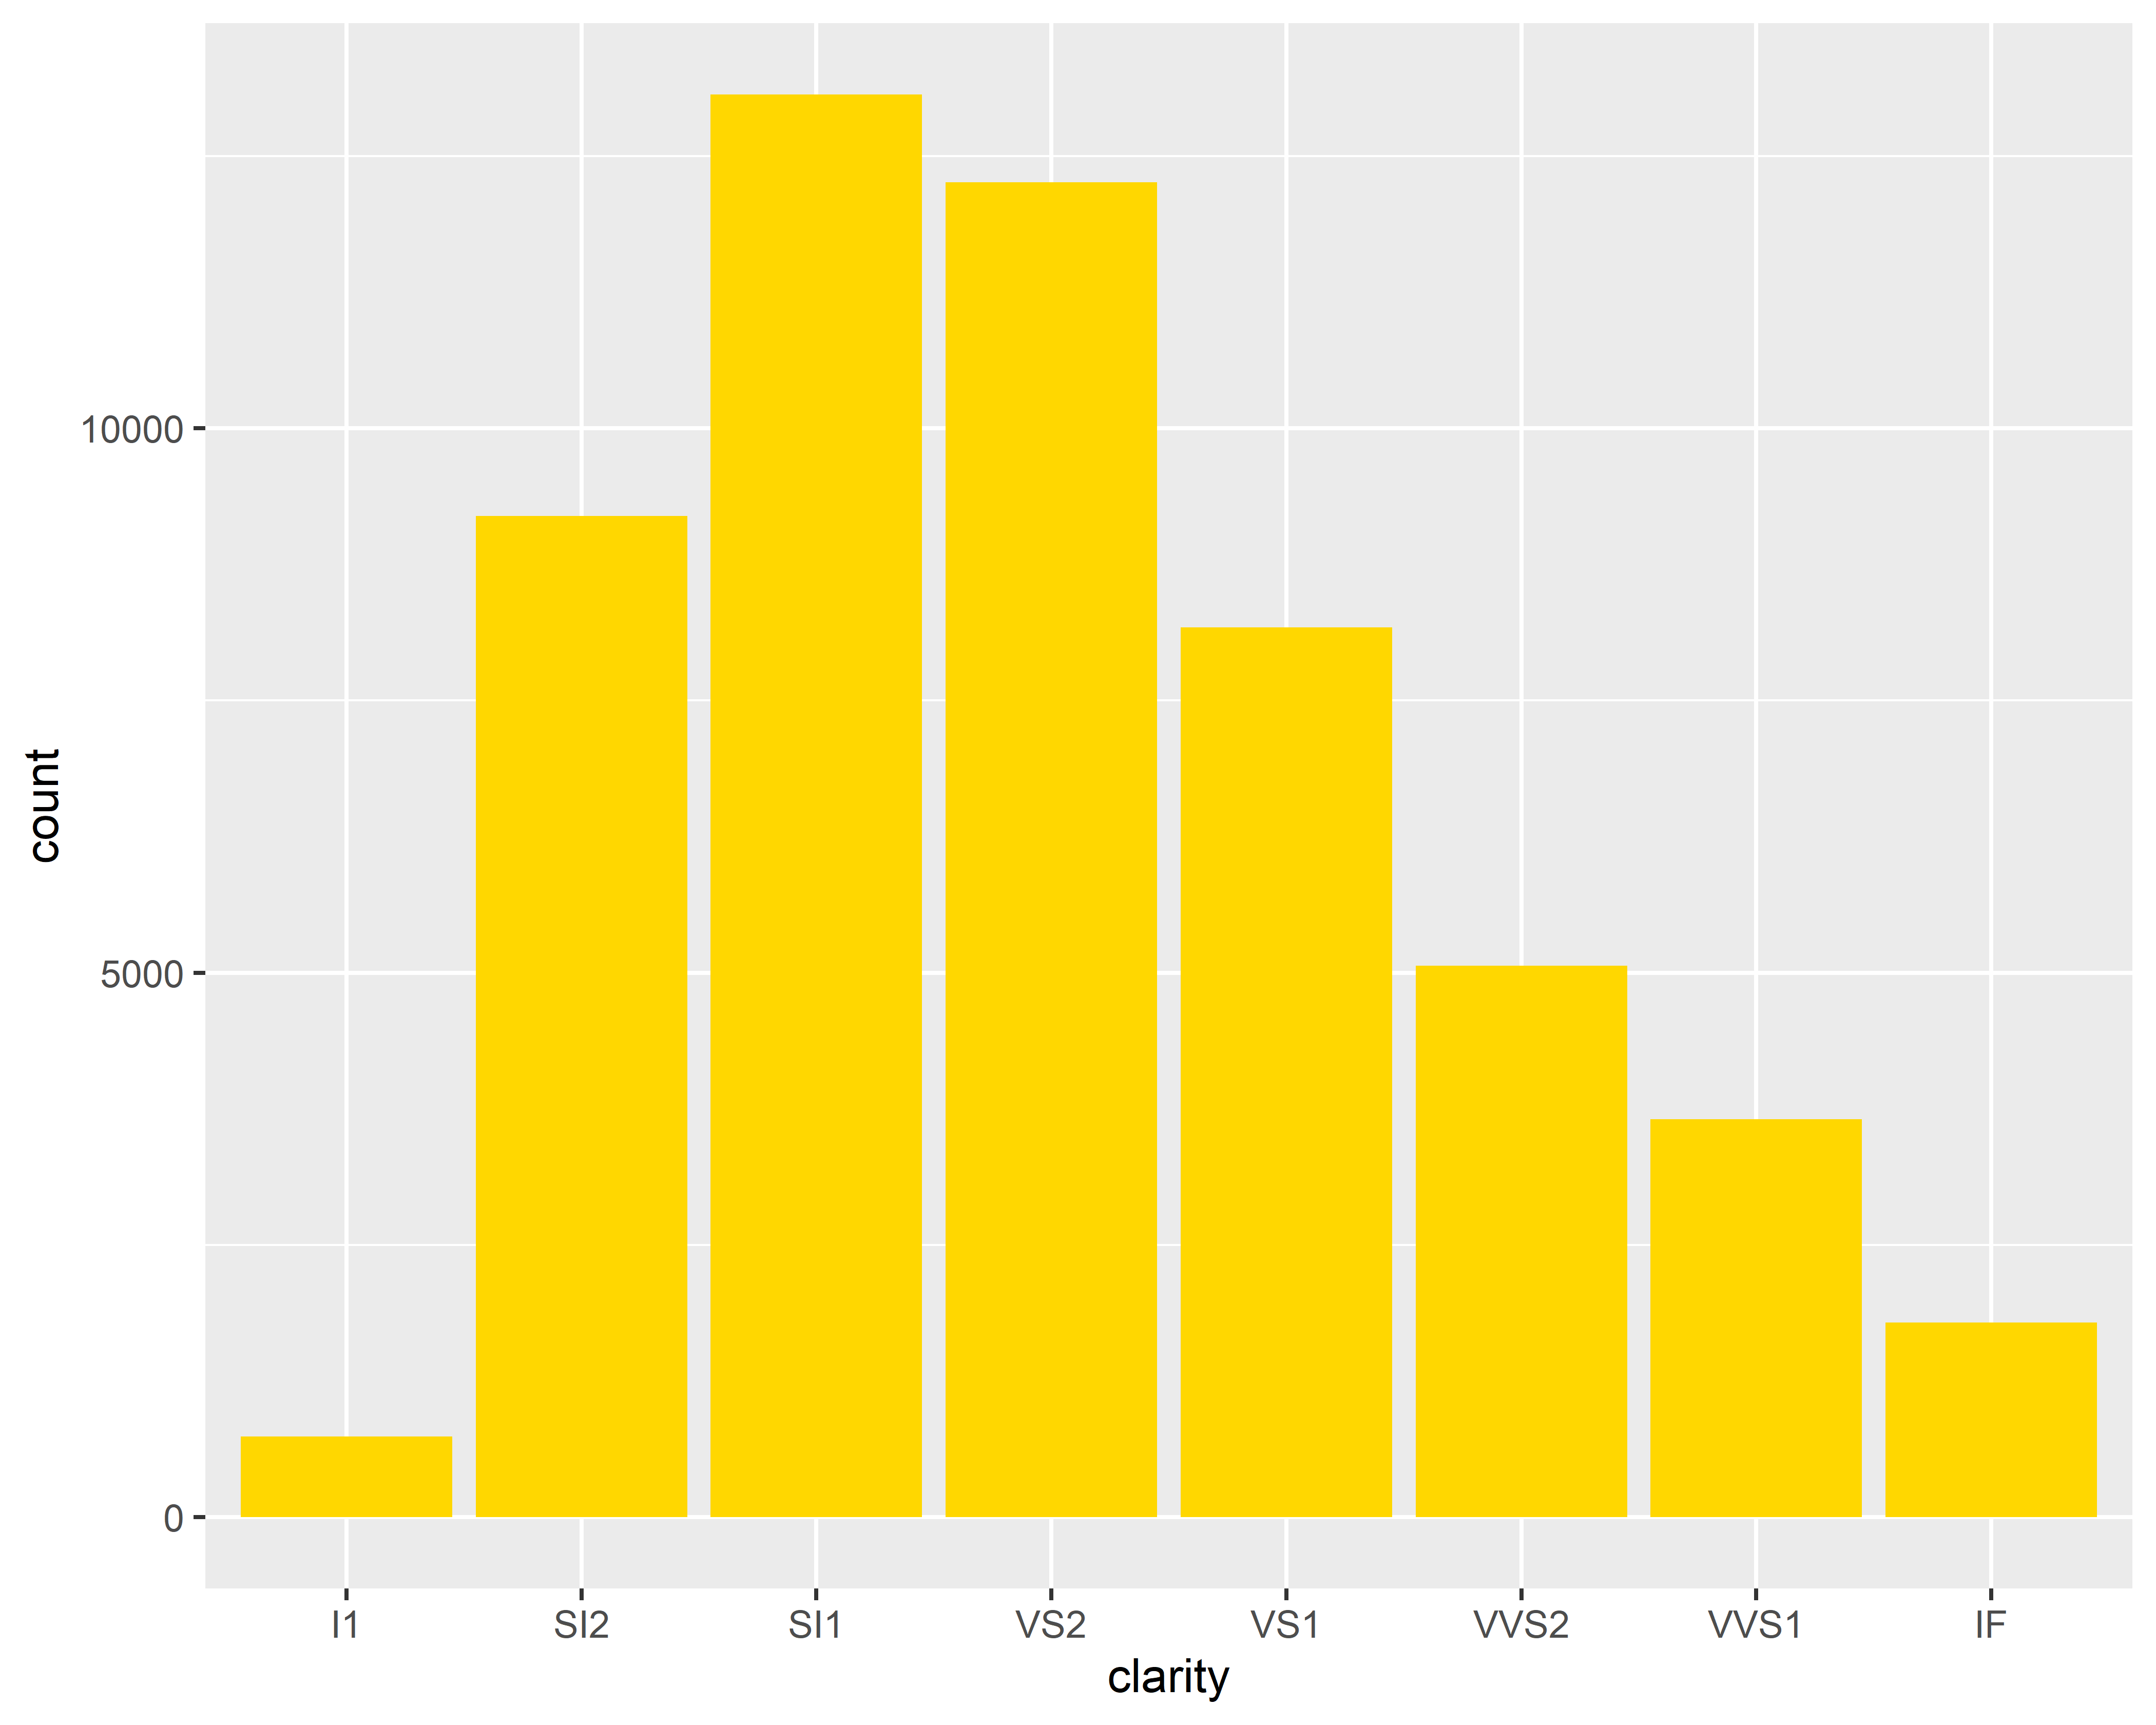 count
10000
5000
0
I1 SI2 SI1 VS2 VS1 VVS2 VVS1 IF
clarity